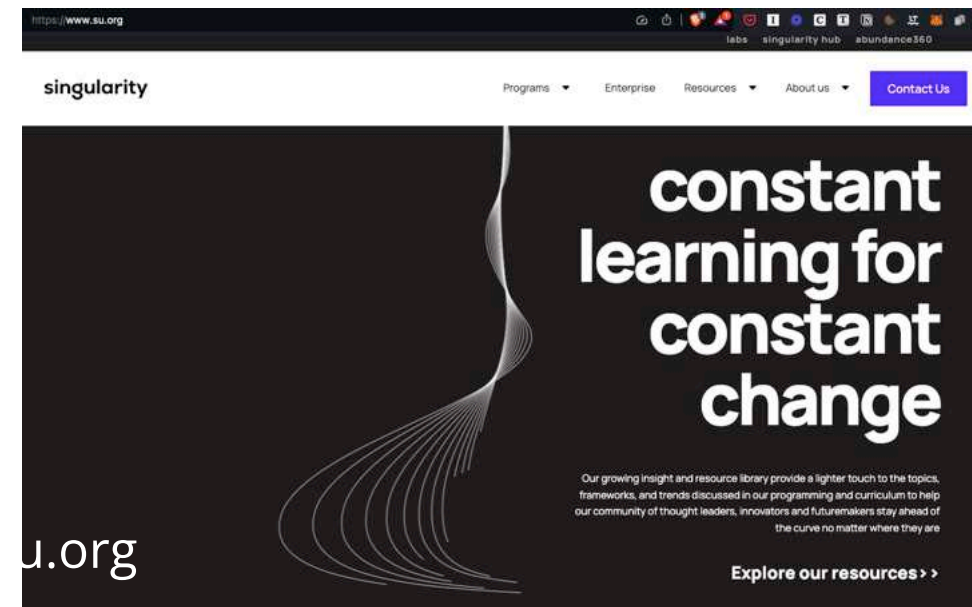 https://www.su.org
labs singularity hub abundance360
singularity
Programs Enterprise Resources About us Contact Us
constant
learning for
constant
change
Our growing insight and resource library provide a lighter touch to the topics,
frameworks, and trends discussed in our programming and curriculum to help
our community of thought leaders, innovators and futuremakers stay ahead of
the curve no matter where they are
Explore our resources>>
u.org